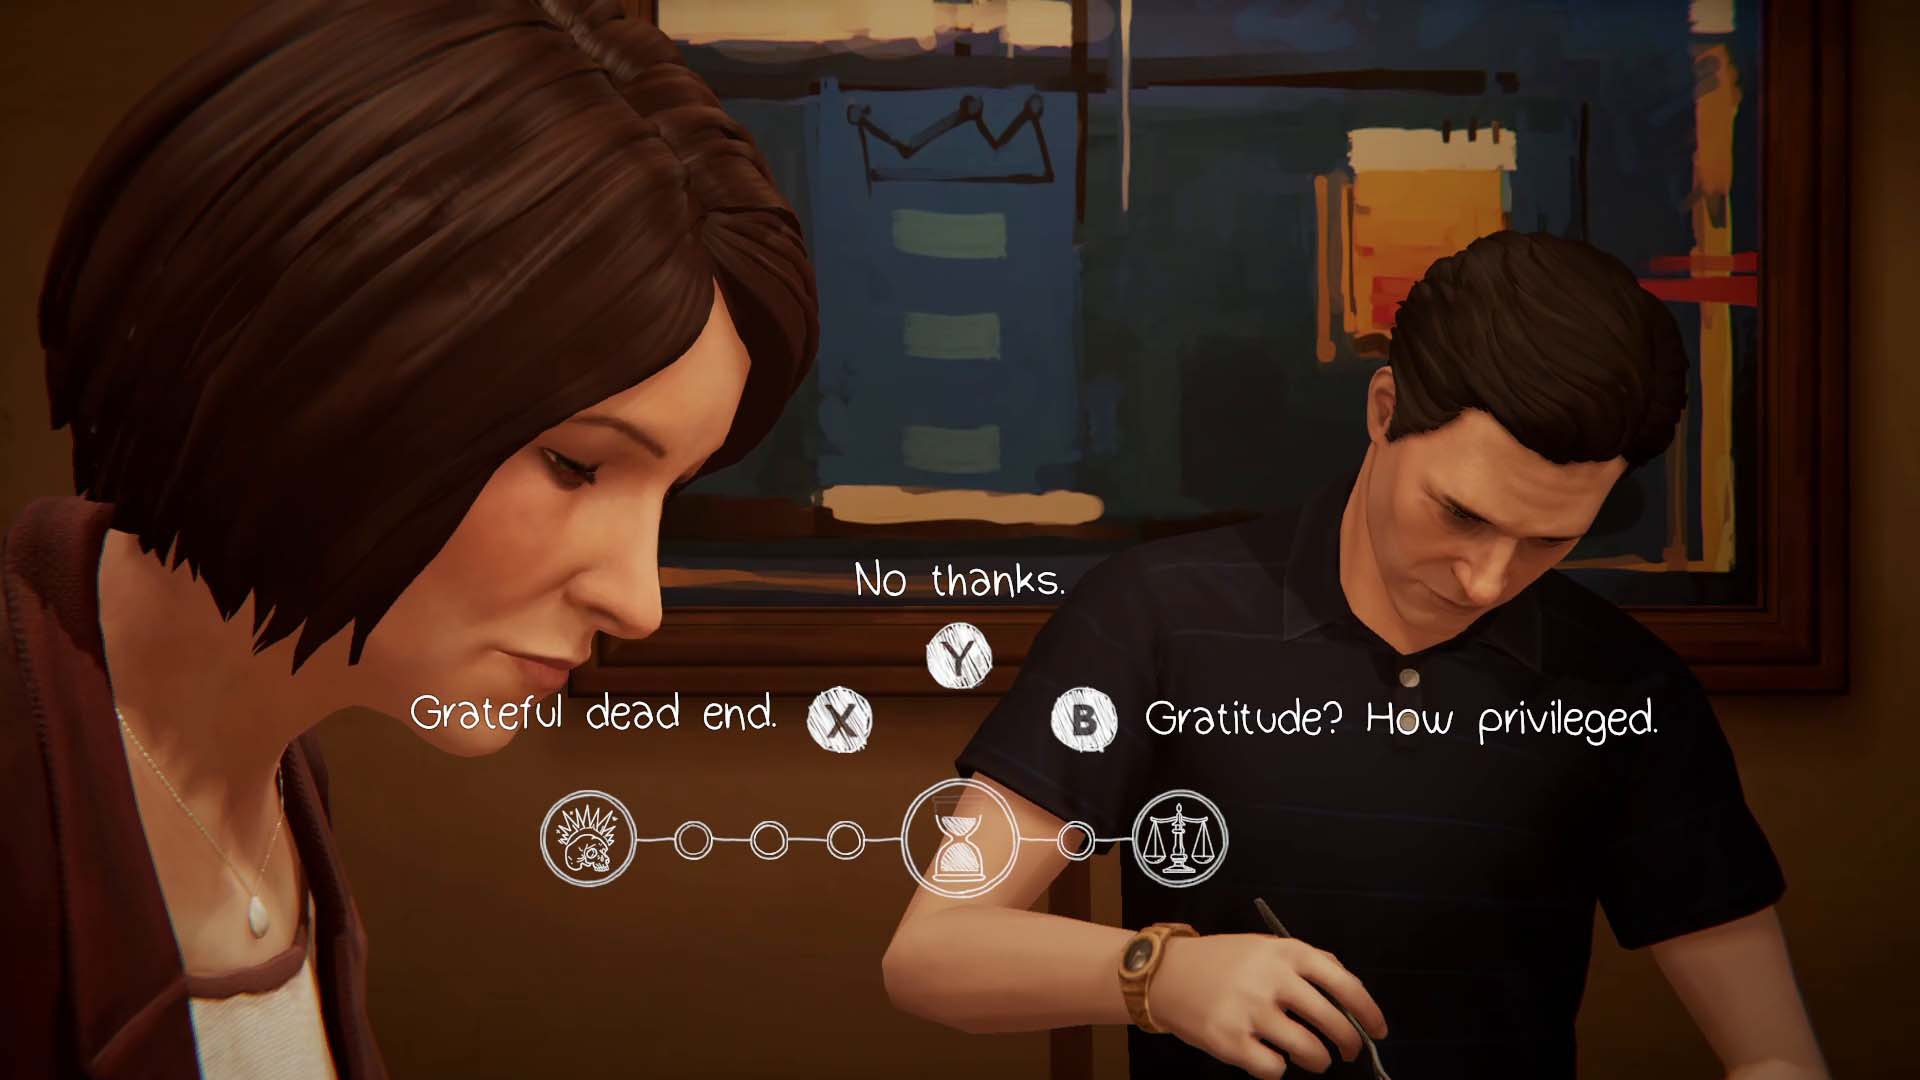 No thanks.
Y
Grateful dead end.
X
B
Gratitude? How privileged.